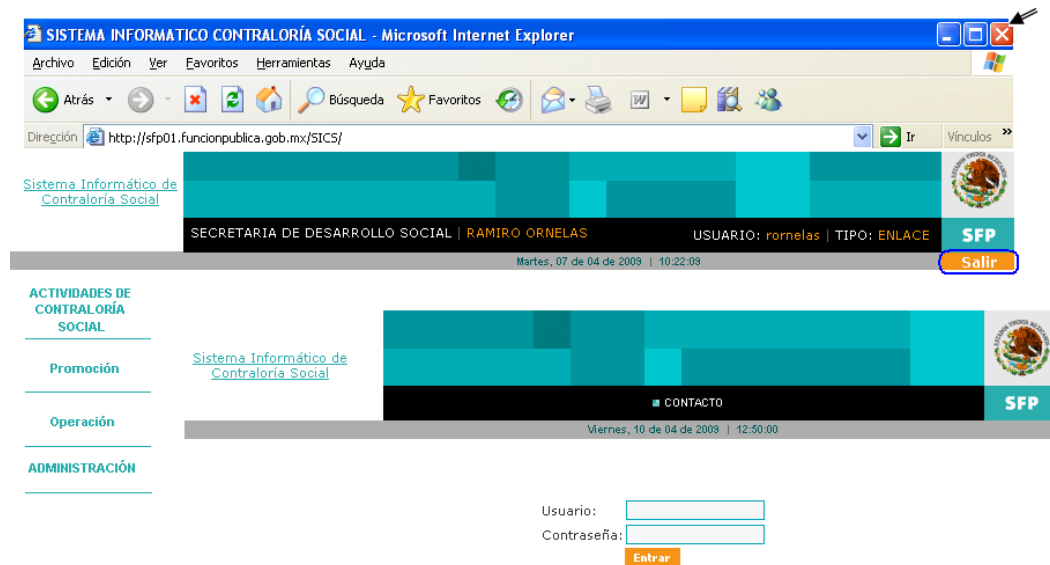 SISTEMA INFORMATICO CONTRALORÍA SOCIAL - Microsoft Internet Explorer
Archivo Edición Ver Favoritos Herramientas Ayuda
Atrás Búsqueda Favoritos
Dirección http://sfp01.funcionpublica.gob.mx/SICS/ Ir Vínculos »
Sistema Informático de
Contraloría Social
SECRETARIA DE DESARROLLO SOCIAL | RAMIRO ORNELAS USUARIO: rornelas | TIPO: ENLACE SFP
Martes, 07 de 04 de 2009 | 10:22:09 Salir
ACTIVIDADES DE
CONTRALORÍA
SOCIAL
Promoción
Operación
ADMINISTRACIÓN
Sistema Informático de
Contraloría Social
CONTACTO SFP
Viernes, 10 de 04 de 2009 | 12:50:00
Usuario:
Contraseña:
Entrar